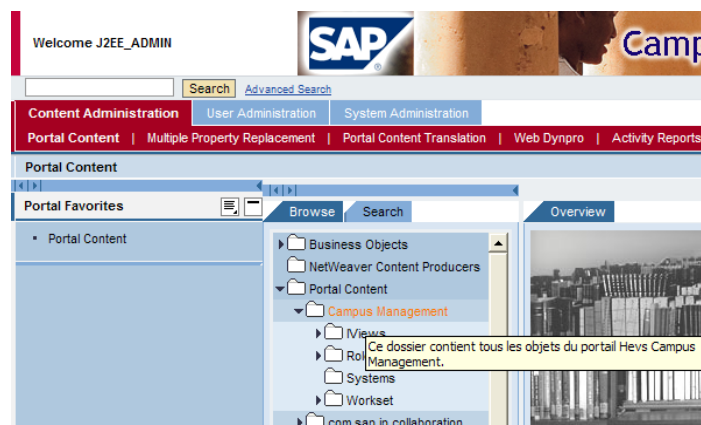 Welcome J2EE_ADMIN
SAP
®
Camp
Search Advanced Search
Content Administration User Administration System Administration
Portal Content | Multiple Property Replacement | Portal Content Translation | Web Dynpro | Activity Reports
Portal Content
Portal Favorites
Browse Search Overview
Portal Content
Business Objects
NetWeaver Content Producers
Portal Content
Campus Management
IViews
Ce dossier contient tous les objets du portail Hevs Campus
Management.
Systems
Workset
com.sap.ip.collaboration